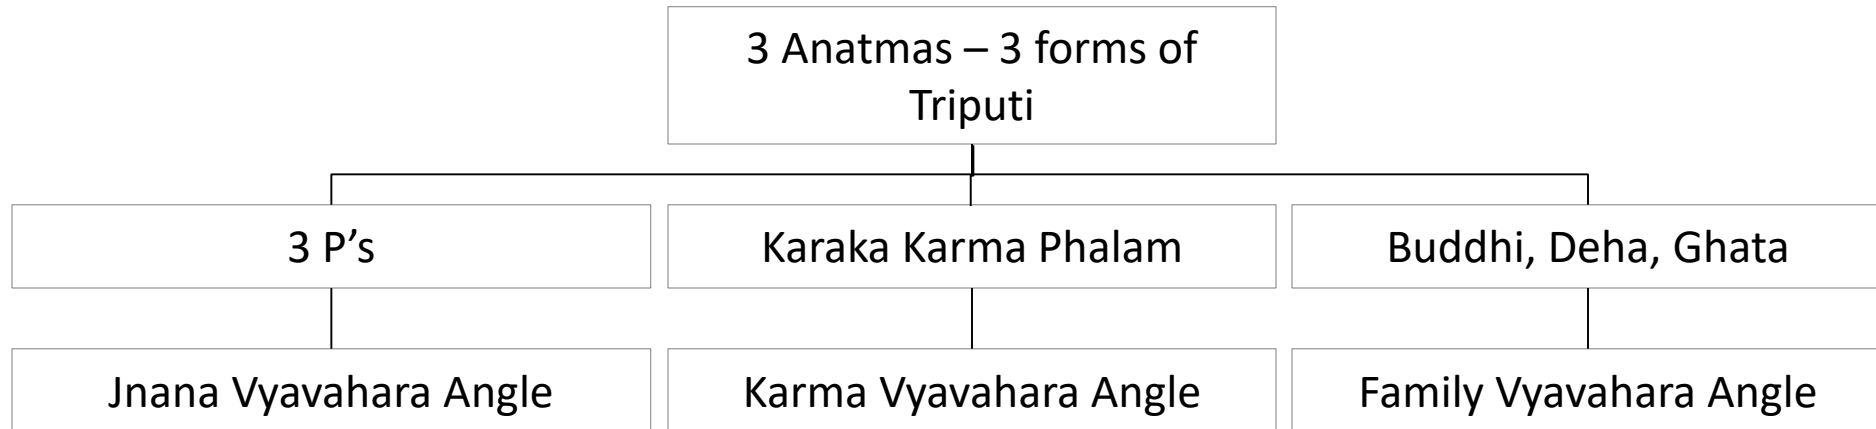 3 Anatmas – 3 forms of
Triputi
3 P’s
Karaka Karma Phalam
Buddhi, Deha, Ghata
Jnana Vyavahara Angle
Karma Vyavahara Angle
Family Vyavahara Angle